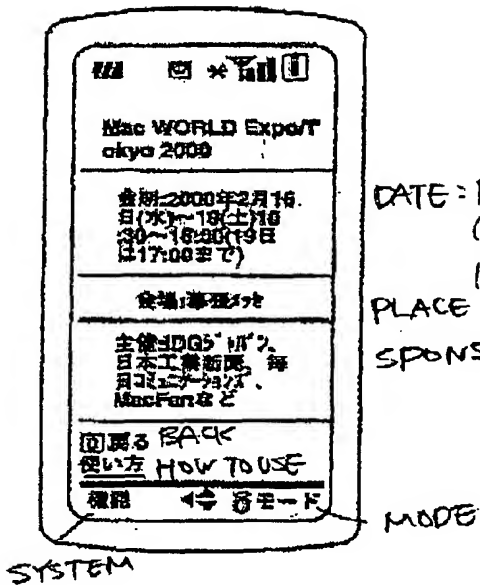 Mac WORLD Expo/T
okyo 2000
会期:2000年2月16
日(水)~19(土)10
:30~18:00(19日
は17:00まで)
会場:幕張メッセ
主催:IDGジャパン、
日本工業新聞、毎
日コミュニケーションズ、
MacFanなど
戻る BACK
使い方 HOW TO USE
確認 モード
DATE:
PLACE
SPONS
MODE
SYSTEM